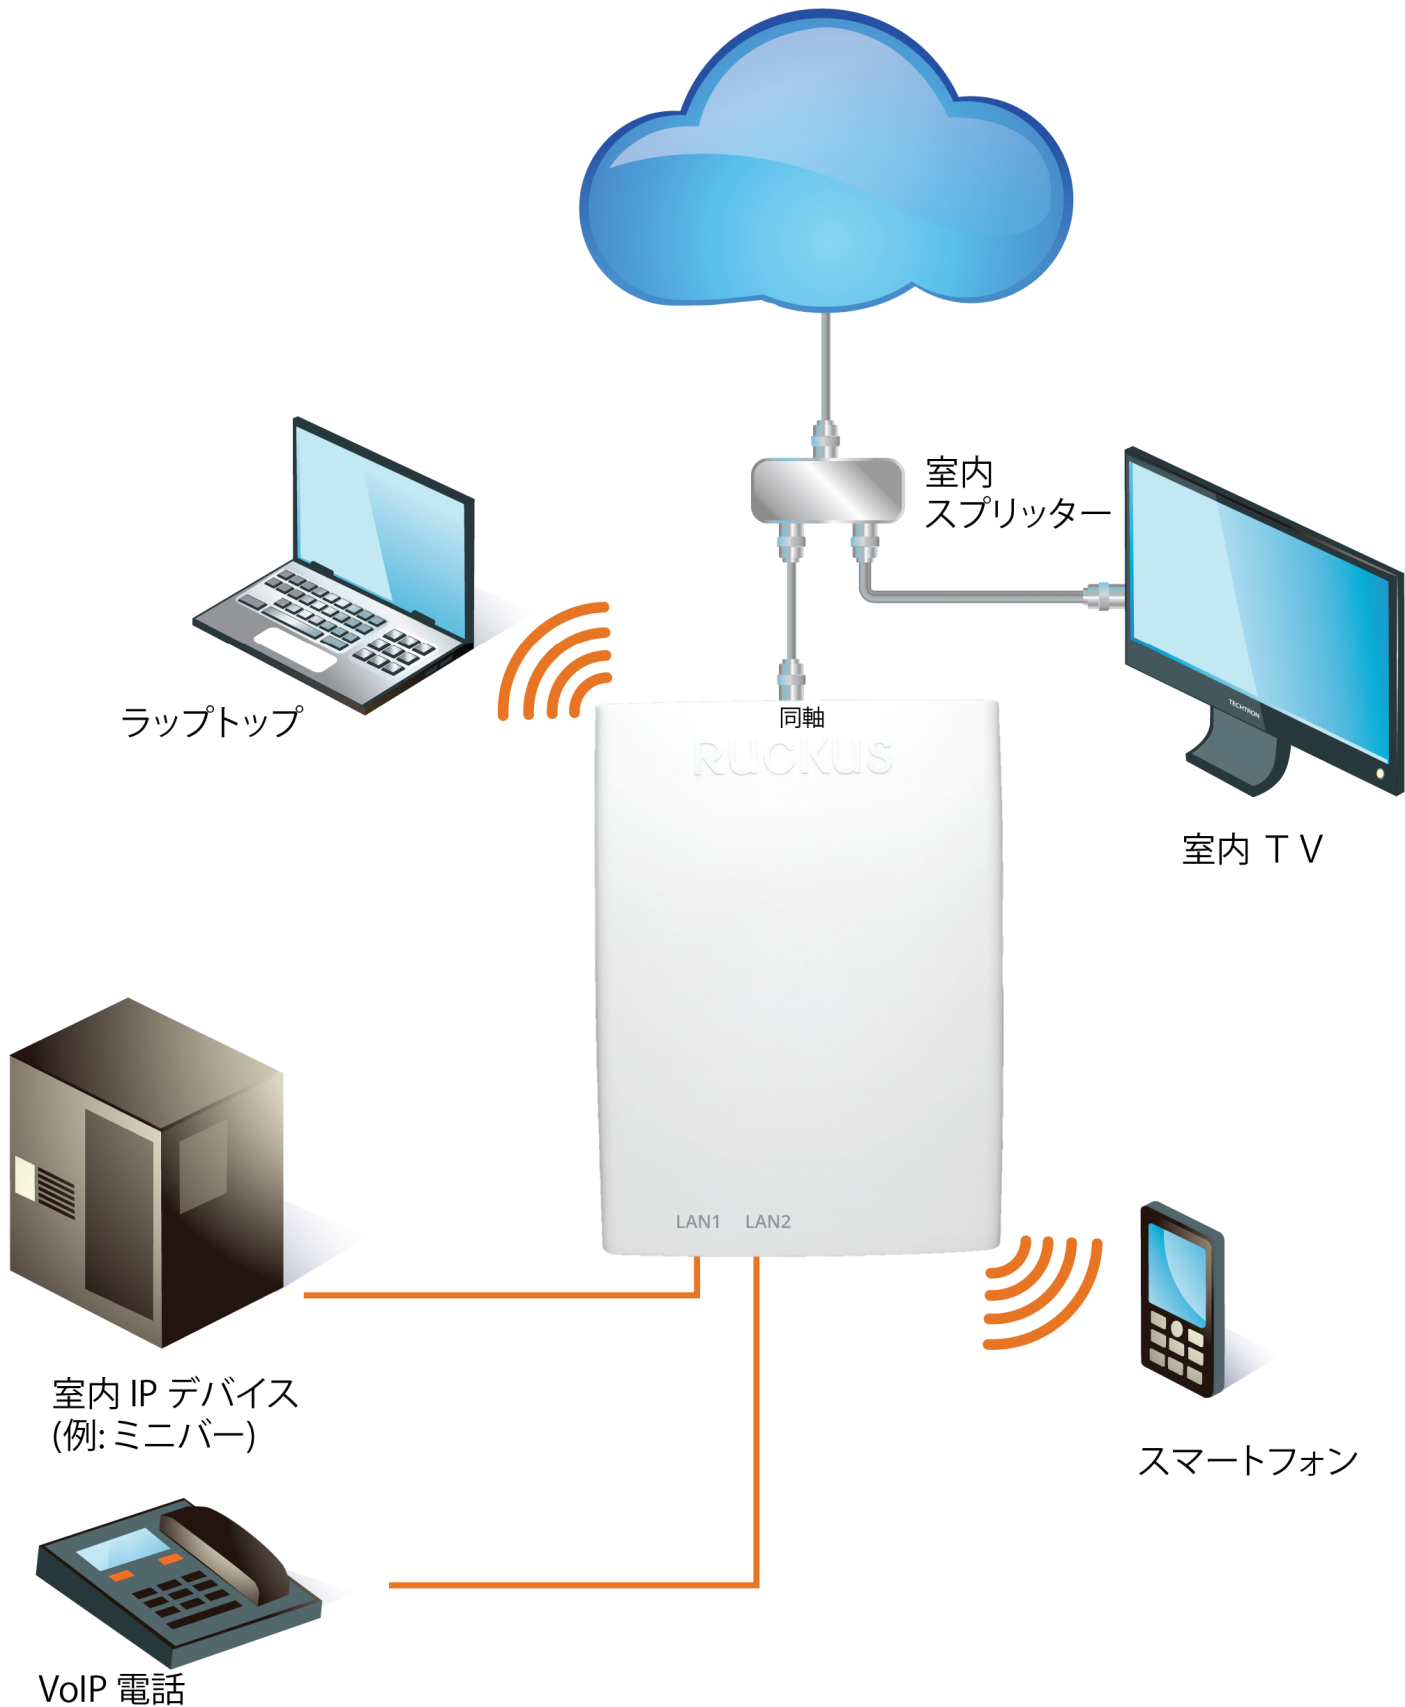 室内
スプリッター
ラップトップ
同軸
RUCKUS
TECHTRON
室内 ＴＶ
LAN1 LAN2
室内 IP デバイス
(例: ミニバー)
スマートフォン
VoIP 電話